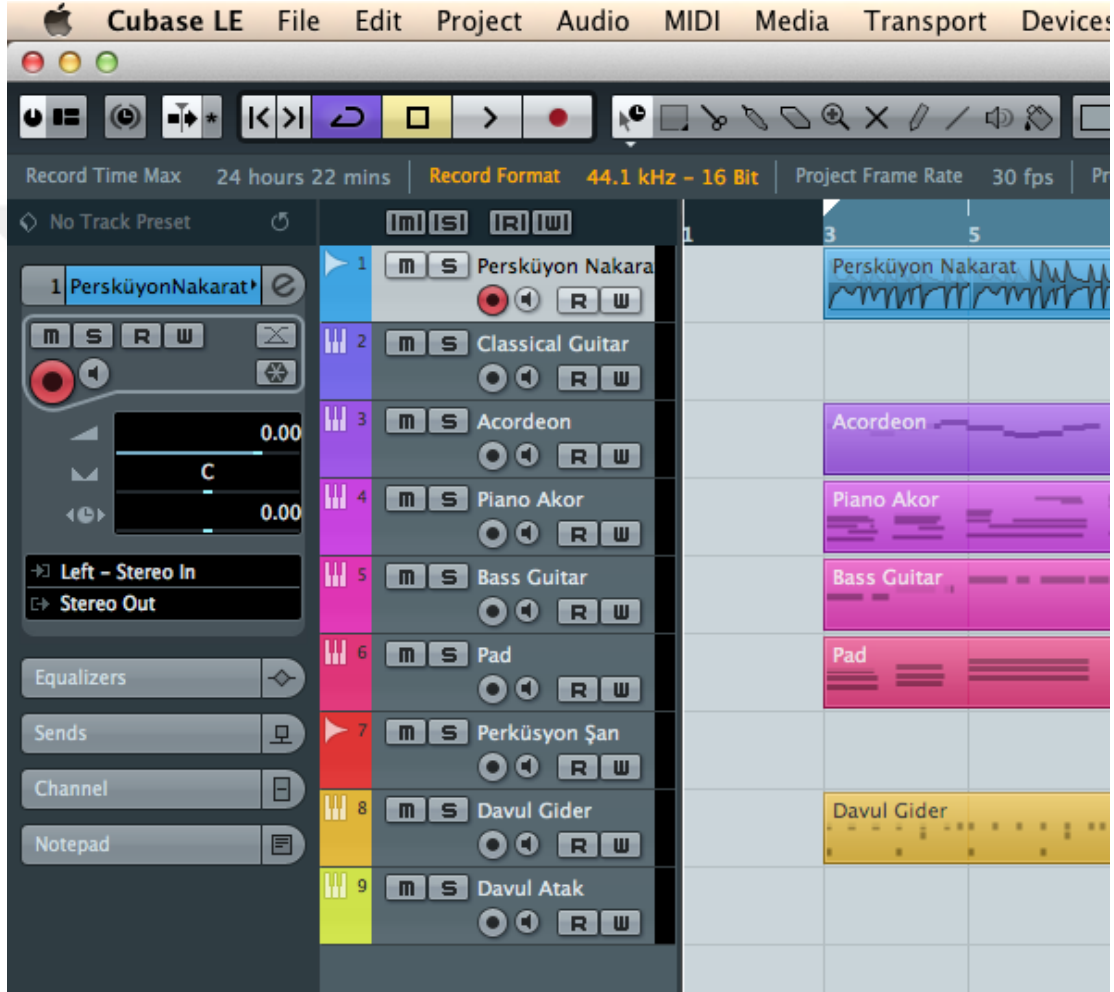 Cubase LE File Edit Project Audio MIDI Media Transport Devices
Record Time Max 24 hours 22 mins Record Format 44.1 kHz – 16 Bit Project Frame Rate 30 fps Pr
No Track Preset m S R W 1 3 5
1 PersküyonNakarat e
m S R W
0.00
C
0.00
Left – Stereo In
Stereo Out
Equalizers
Sends
Channel
Notepad
1 m S Persküyon Nakara
R W
2 m S Classical Guitar
R W
3 m S Acordeon
R W
4 m S Piano Akor
R W
5 m S Bass Guitar
R W
6 m S Pad
R W
7 m S Perküsyon Şan
R W
8 m S Davul Gider
R W
9 m S Davul Atak
R W
Persküyon Nakarat
Acordeon
Piano Akor
Bass Guitar
Pad
Davul Gider